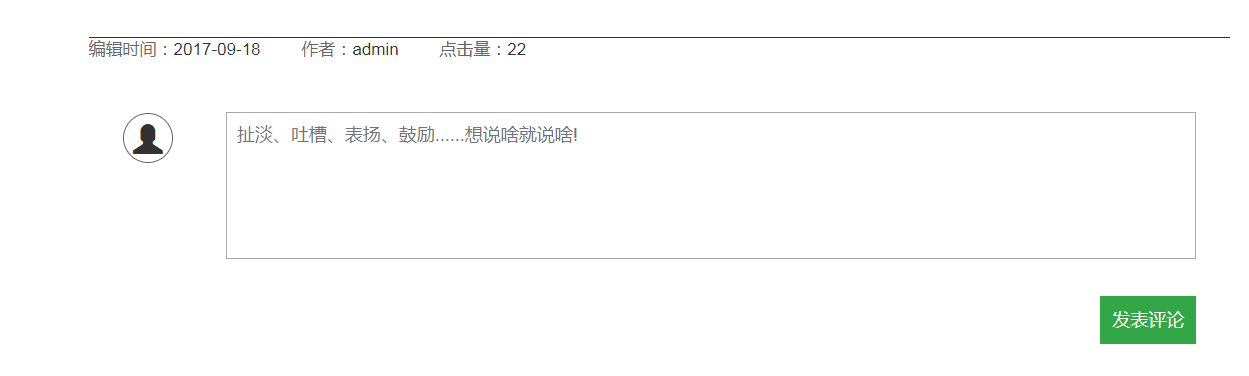 编辑时间：2017-09-18 作者：admin 点击量：22
扯淡、吐槽、表扬、鼓励......想说啥就说啥!
发表评论